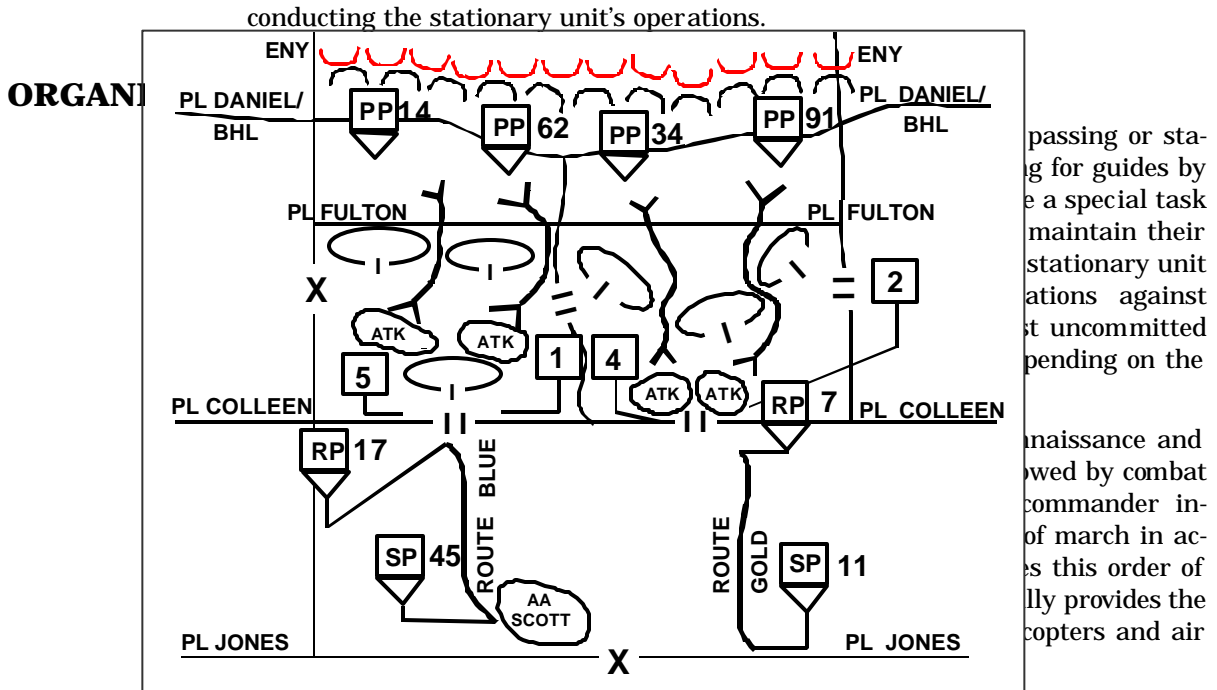 conducting the stationary unit's operations.
ENY ENY
ORGANI
PL DANIEL/ BHL
PP 14
PP 62
PP 34
PP 91
PL DANIEL/ BHL
passing or sta-
g for guides by
e a special task
maintain their
stationary unit
ations against
st uncommitted
pending on the
PL FULTON PL FULTON
I I I I
X
II II
2
ATK ATK
I
5 1 4
I
ATK ATK
RP 7
PL COLLEEN II II PL COLLEEN
RP 17
nnaissance and
owed by combat
commander in-
of march in ac-
es this order of
lly provides the
copters and air
ROUTE BLUE
ROUTE GOLD
SP 45
SP 11
AA
SCOTT
PL JONES X PL JONES